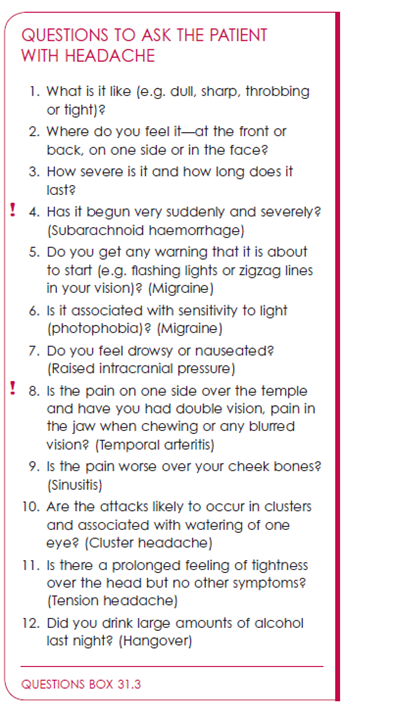 QUESTIONS TO ASK THE PATIENT
WITH HEADACHE
1. What is it like (e.g. dull, sharp, throbbing
or tight)?
2. Where do you feel it—at the front or
back, on one side or in the face?
3. How severe is it and how long does it
last?
! 4. Has it begun very suddenly and severely?
(Subarachnoid haemorrhage)
5. Do you get any warning that it is about
to start (e.g. flashing lights or zigzag lines
in your vision)? (Migraine)
6. Is it associated with sensitivity to light
(photophobia)? (Migraine)
7. Do you feel drowsy or nauseated?
(Raised intracranial pressure)
! 8. Is the pain on one side over the temple
and have you had double vision, pain in
the jaw when chewing or any blurred
vision? (Temporal arteritis)
9. Is the pain worse over your cheek bones?
(Sinusitis)
10. Are the attacks likely to occur in clusters
and associated with watering of one
eye? (Cluster headache)
11. Is there a prolonged feeling of tightness
over the head but no other symptoms?
(Tension headache)
12. Did you drink large amounts of alcohol
last night? (Hangover)
QUESTIONS BOX 31.3